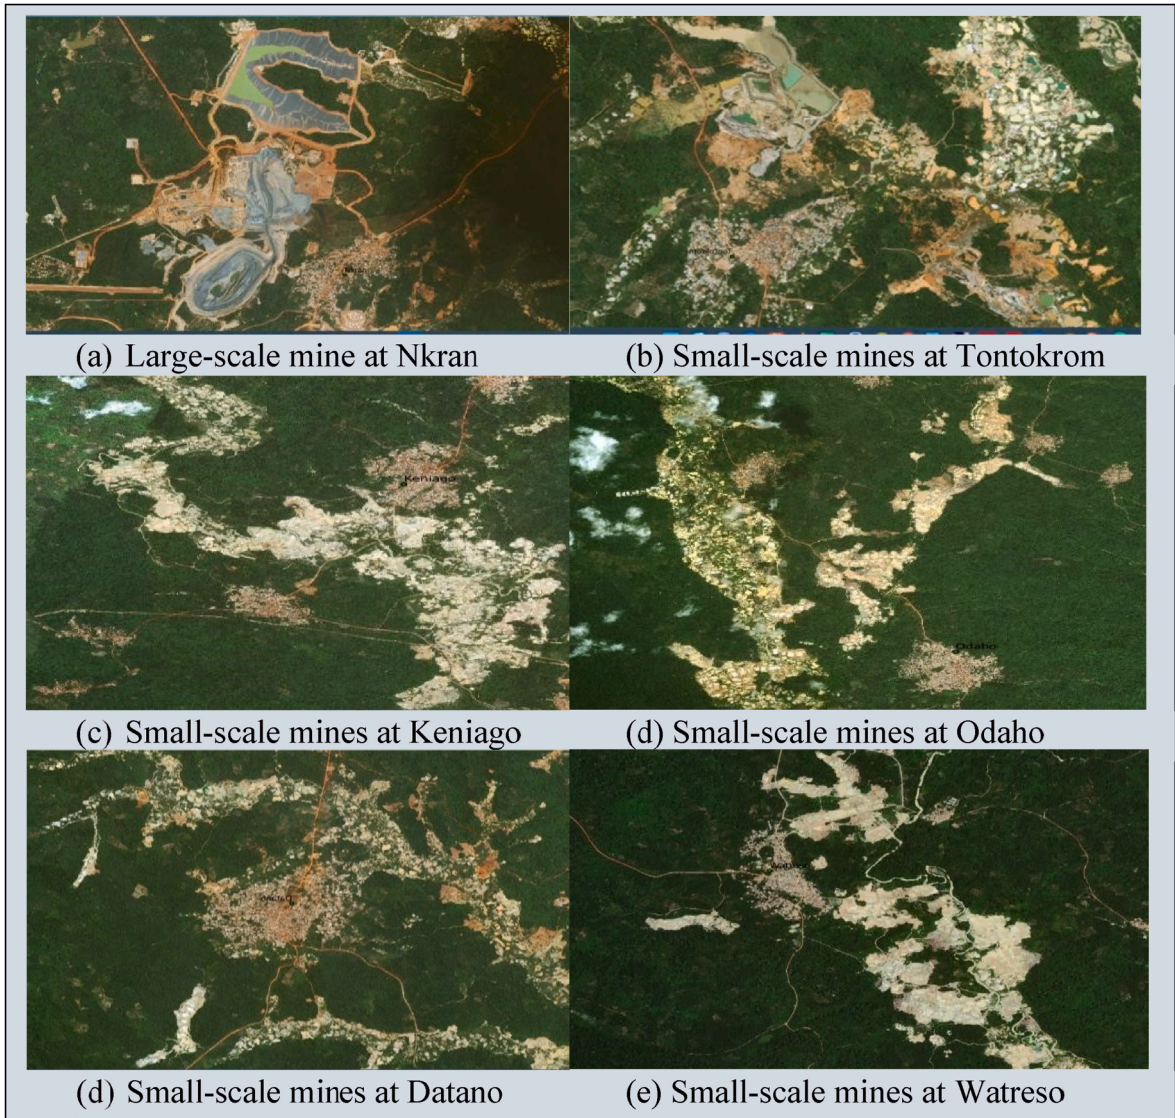 (a) Large-scale mine at Nkran
(b) Small-scale mines at Tontokrom
Keniago
Odaho
(c) Small-scale mines at Keniago
(d) Small-scale mines at Odaho
(d) Small-scale mines at Datano
(e) Small-scale mines at Watreso